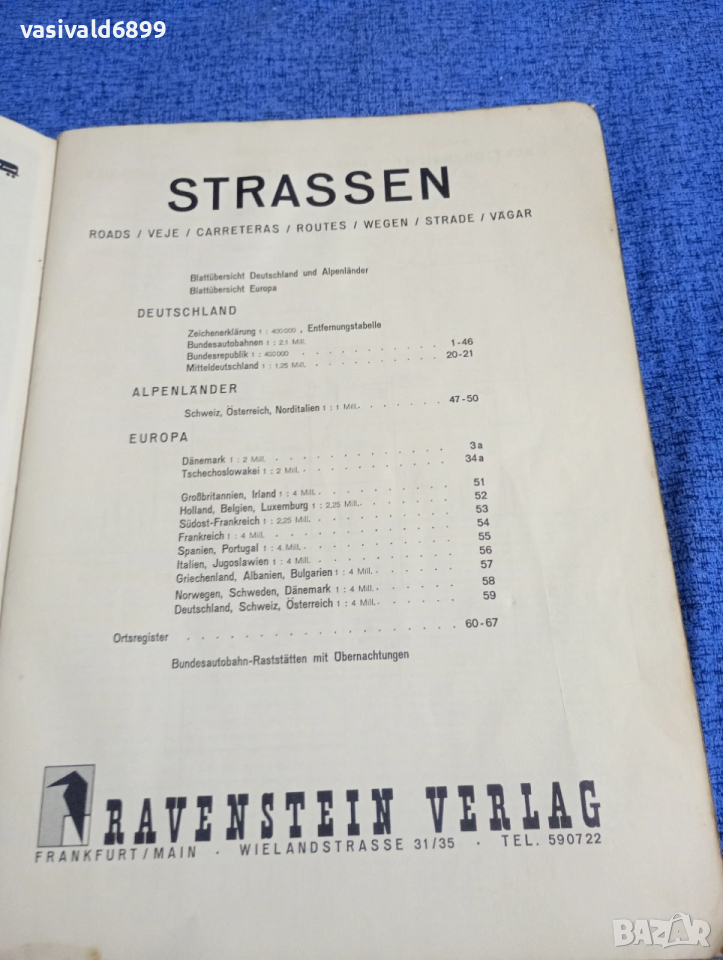 vasivald6899
STRASSEN
ROADS / VEJE / CARRETERAS / ROUTES / WEGEN / STRADE / VÄGAR
Blattübersicht Deutschland und Alpenländer
Blattübersicht Europa
DEUTSCHLAND
Zeichenerklärung 1 : 400 000 , Entfernungstabelle
Bundesautobahnen 1 : 2,1 Mill.
Bundesrepublik 1 : 400 000 . . . . . . . . . . . 1-46
Mitteldeutschland 1 : 1,25 Mill. . . . . . . . . . . 20-21
ALPENLÄNDER
Schweiz, Österreich, Norditalien 1 : 1 Mill. . . . . . . . 47-50
EUROPA
Dänemark 1 : 2 Mill. . . . . . . . . . . . 3a
Tschechoslowakei 1 : 2 Mill. . . . . . . . . . . 34a
Großbritannien, Irland 1 : 4 Mill. . . . . . . . . . 51
Holland, Belgien, Luxemburg 1 : 2,25 Mill. . . . . . . . 52
Südost-Frankreich 1 : 2,25 Mill. . . . . . . . . . 53
Frankreich 1 : 4 Mill. . . . . . . . . . . . 54
Spanien, Portugal 1 : 4 Mill. . . . . . . . . . . 55
Italien, Jugoslawien 1 : 4 Mill. . . . . . . . . . 56
Griechenland, Albanien, Bulgarien 1 : 4 Mill. . . . . . . . 57
Norwegen, Schweden, Dänemark 1 : 4 Mill. . . . . . . . 58
Deutschland, Schweiz, Österreich 1 : 4 Mill. . . . . . . . 59
Ortsregister . . . . . . . . . . . . . . . 60-67
Bundesautobahn-Raststätten mit Übernachtungen
RAVENSTEIN VERLAG
FRANKFURT/MAIN · WIELANDSTRASSE 31/35 · TEL. 590722
BAZAR